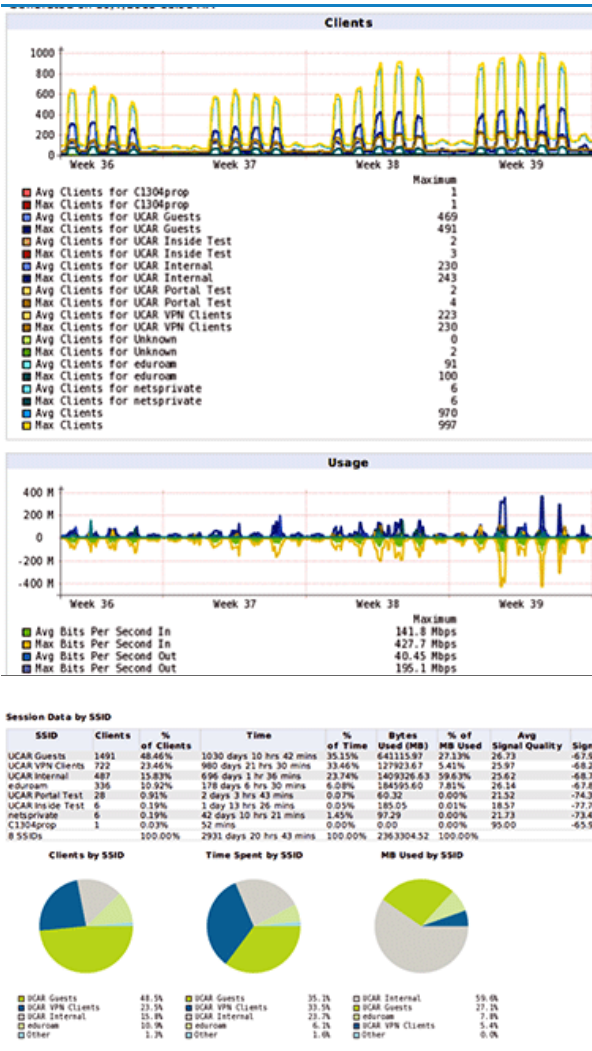 Clients
1000
800
600
400
200
0
Week 36 Week 37 Week 38 Week 39
Maximum
Avg Clients for C1304prop 1
Max Clients for C1304prop 1
Avg Clients for UCAR Guests 469
Max Clients for UCAR Guests 491
Avg Clients for UCAR Inside Test 2
Max Clients for UCAR Inside Test 3
Avg Clients for UCAR Internal 230
Max Clients for UCAR Internal 243
Avg Clients for UCAR Portal Test 2
Max Clients for UCAR Portal Test 4
Avg Clients for UCAR VPN Clients 223
Max Clients for UCAR VPN Clients 230
Avg Clients for Unknown 0
Max Clients for Unknown 2
Avg Clients for eduroam 91
Max Clients for eduroam 100
Avg Clients for netsprivate 6
Max Clients for netsprivate 6
Avg Clients 970
Max Clients 997
Usage
400 M
200 M
0
-200 M
-400 M
Week 36 Week 37 Week 38 Week 39
Maximum
Avg Bits Per Second In 141.8 Mbps
Max Bits Per Second In 427.7 Mbps
Avg Bits Per Second Out 40.45 Mbps
Max Bits Per Second Out 195.1 Mbps
Session Data by SSID
SSID Clients % of Clients Time % of Time Bytes Used (MB) % of MB Used Avg Signal Quality Sign
UCAR Guests 1491 48.46% 1030 days 10 hrs 42 mins 35.15% 641115.97 27.13% 26.73 -67.9
UCAR VPN Clients 722 23.46% 980 days 21 hrs 30 mins 33.46% 127923.67 5.41% 25.97 -68.2
UCAR Internal 487 15.83% 696 days 1 hr 36 mins 23.74% 1409326.63 59.63% 25.62 -68.
eduroam 336 10.92% 178 days 6 hrs 30 mins 6.08% 184595.60 7.81% 26.14 -67.8
UCAR Portal Test 28 0.91% 2 days 3 hrs 43 mins 0.07% 60.32 0.00% 21.52 -74.3
UCAR Inside Test 6 0.19% 1 day 13 hrs 26 mins 0.05% 185.05 0.01% 18.57 -77.
netsprivate 6 0.19% 42 days 10 hrs 21 mins 1.45% 97.29 0.00% 21.73 -73.4
C1304prop 1 0.03% 52 mins 0.00% 0.00 0.00% 95.00 -65.
8 SSIDs 100.00% 2931 days 20 hrs 43 mins 100.00% 2363304.52 100.00%
Clients by SSID Time Spent by SSID MB Used by SSID
UCAR Guests 48.5% UCAR Guests 35.1% UCAR Internal 59.6%
UCAR VPN Clients 23.5% UCAR VPN Clients 33.5% UCAR Guests 27.1%
UCAR Internal 15.8% UCAR Internal 23.7% eduroam 7.8%
eduroam 10.9% eduroam 6.1% UCAR VPN Clients 5.4%
Other 1.3% Other 1.6% Other 0.0%